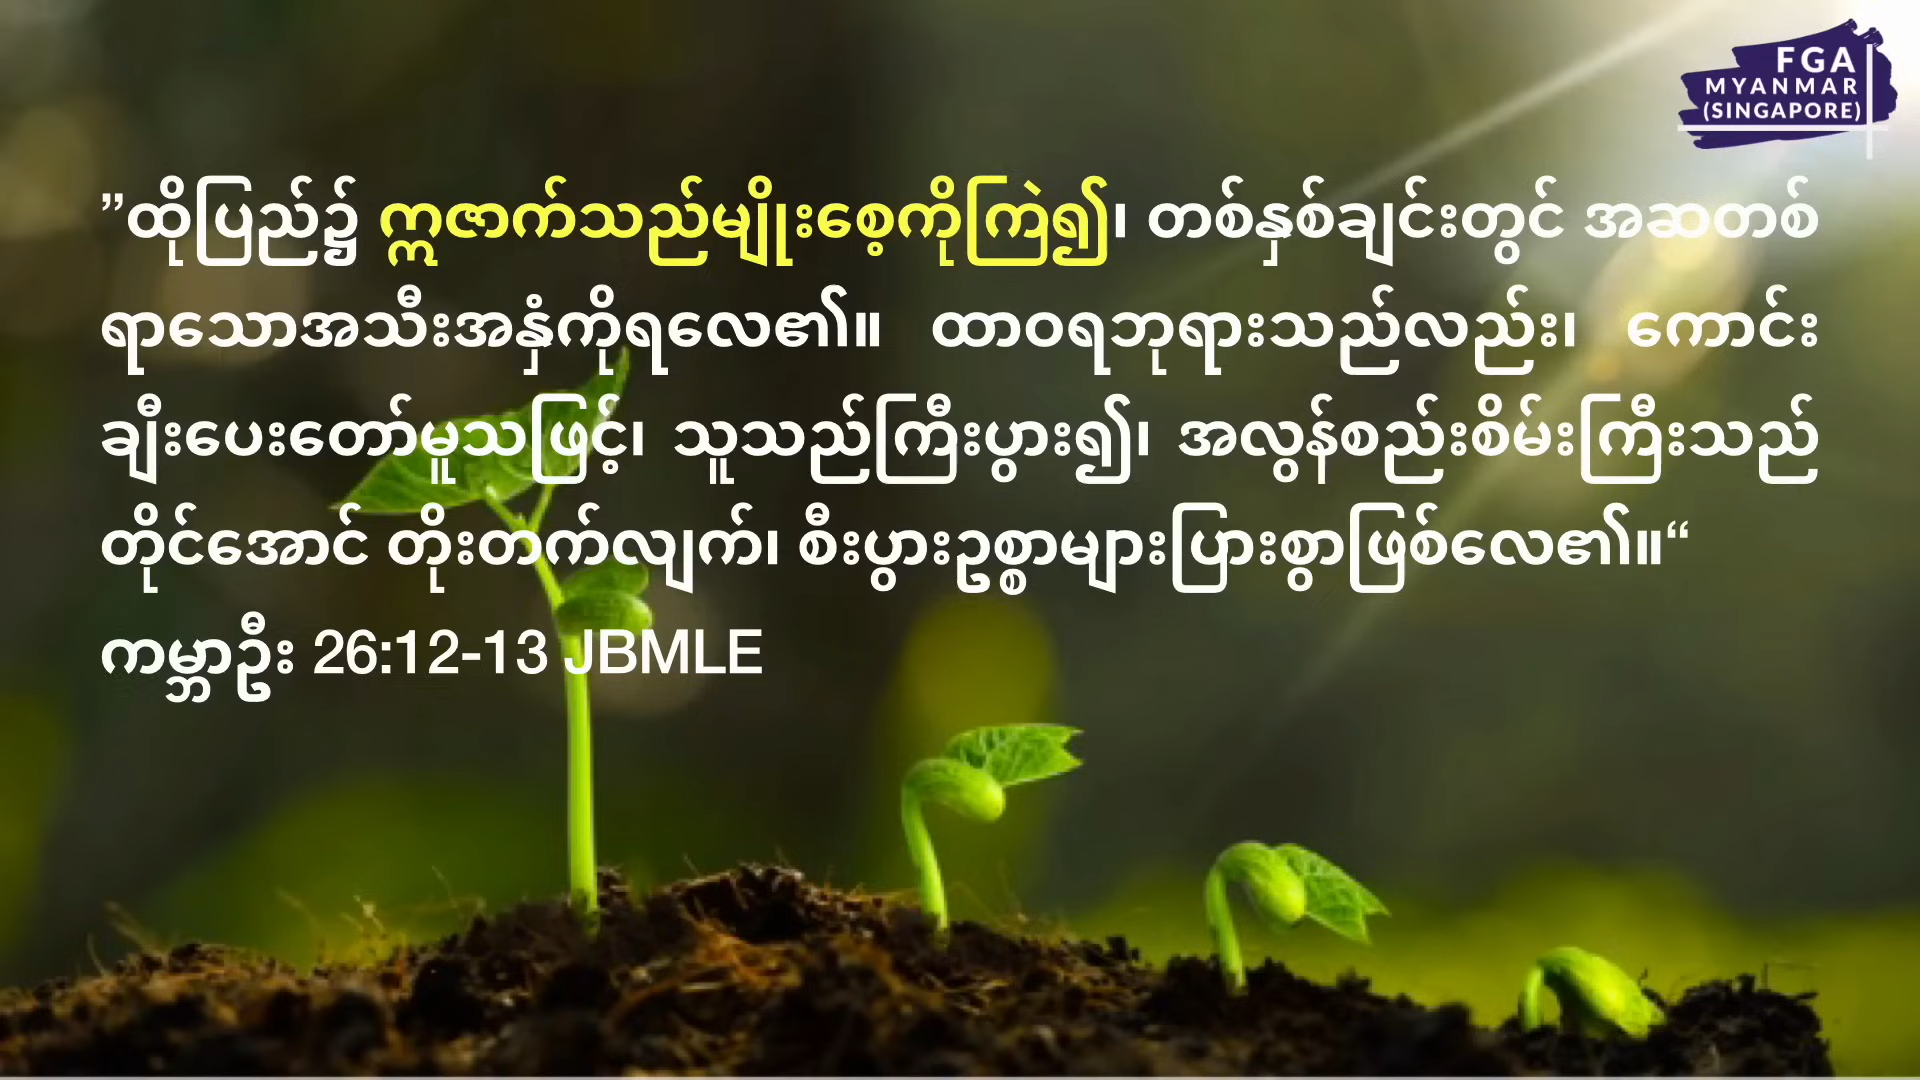 FGA
MYANMAR
(SINGAPORE)
”ထိုပြည်၌ ဣဇာက်သည်မျိုးစေ့ကိုကြဲ၍၊ တစ်နှစ်ချင်းတွင် အဆတစ်
ရာသောအသီးအနှံကိုရလေ၏။ ထာဝရဘုရားသည်လည်း၊ ကောင်း
ချီးပေးတော်မူသဖြင့်၊ သူသည်ကြီးပွား၍၊ အလွန်စည်းစိမ်းကြီးသည်
တိုင်အောင် တိုးတက်လျက်၊ စီးပွားဥစ္စာများပြားစွာဖြစ်လေ၏။“
ကမ္ဘာဦး 26:12-13 JBMLE